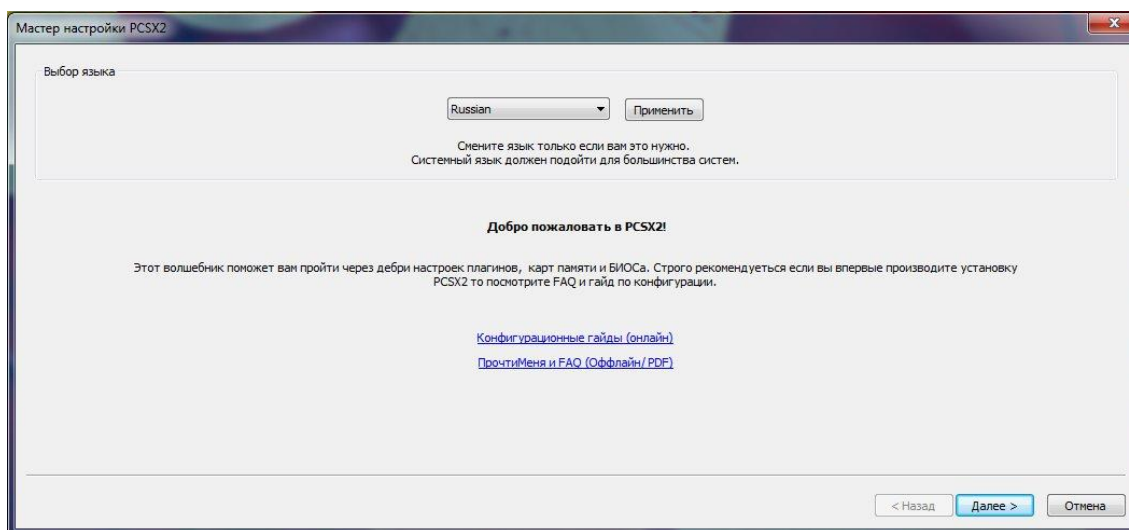 Мастер настройки PCSX2
Выбор языка
Russian
Применить
Смените язык только если вам это нужно.
Системный язык должен подойти для большинства систем.
Добро пожаловать в PCSX2!
Этот волшебник поможет вам пройти через дебри настроек плагинов, карт памяти и БИОСа. Строго рекомендуеться если вы впервые производите установку
PCSX2 то посмотрите FAQ и гайд по конфигурации.
Конфигурационные гайды (онлайн)
ПрочтиМеня и FAQ (Оффлайн/PDF)
< Назад
Далее >
Отмена